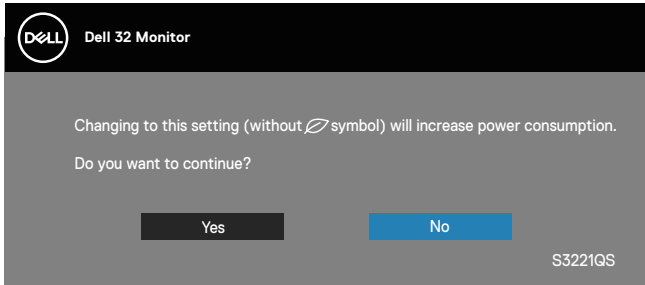 DELL
Dell 32 Monitor
Changing to this setting (without symbol) will increase power consumption.
Do you want to continue?
Yes
No
S3221QS